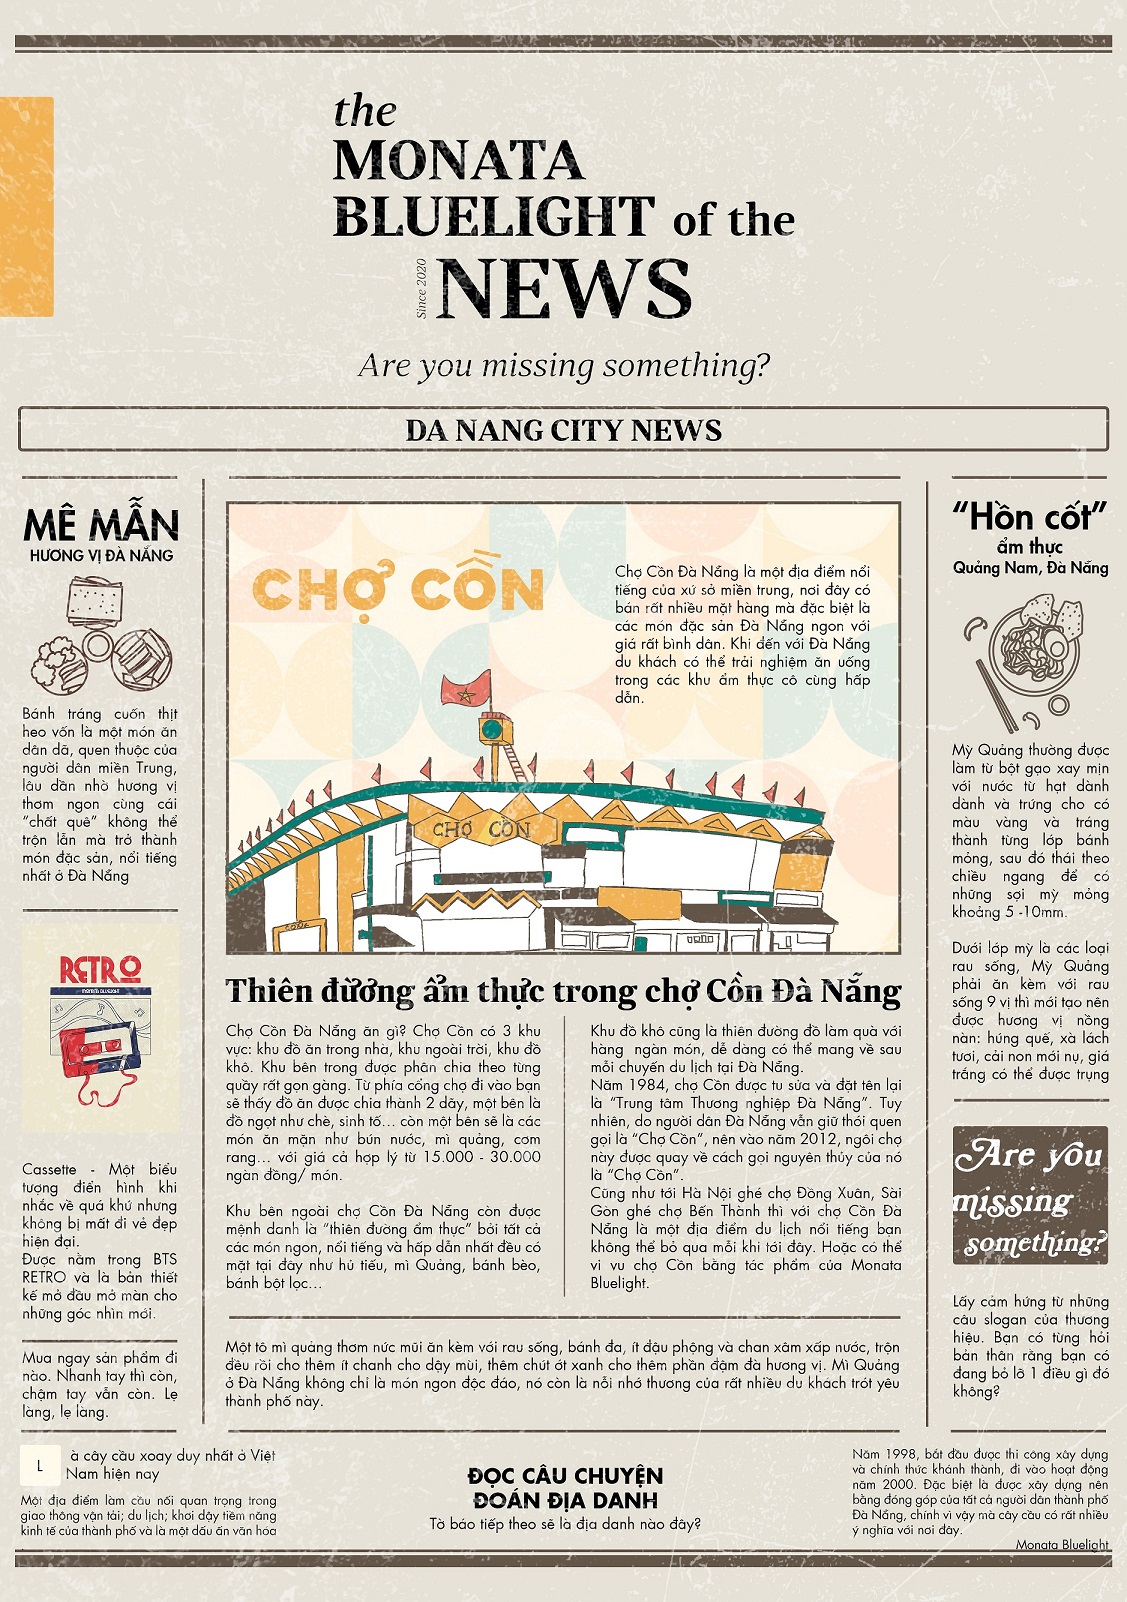 the
MONATA
BLUELIGHT of the
Since 2020
NEWS
Are you missing something?
DA NANG CITY NEWS
MÊ MẪN
HƯƠNG VỊ ĐÀ NẴNG
Bánh tráng cuốn thịt
heo vốn là một món ăn
dân dã, quen thuộc của
người dân miền Trung,
lâu dần nhờ hương vị
thơm ngon cùng cái
“chất quê” không thể
trộn lẫn mà trở thành
món đặc sản, nổi tiếng
nhất ở Đà Nẵng
RETRO
MONATA BLUELIGHT
Cassette - Một biểu
tượng điển hình khi
nhắc về quá khứ nhưng
không bị mất đi vẻ đẹp
hiện đại.
Được nằm trong BTS
RETRO và là bản thiết
kế mở đầu mở màn cho
những góc nhìn mới.
Mua ngay sản phẩm đi
nào. Nhanh tay thì còn,
chậm tay vẫn còn. Lẹ
làng, lẹ làng.
CHỢ CỒN
Chợ Cồn Đà Nẵng là một địa điểm nổi
tiếng của xứ sở miền trung, nơi đây có
bán rất nhiều mặt hàng mà đặc biệt là
các món đặc sản Đà Nẵng ngon với
giá rất bình dân. Khi đến với Đà Nẵng
du khách có thể trải nghiệm ăn uống
trong các khu ẩm thực cô cùng hấp
dẫn.
CHỢ CỒN
Thiên đường ẩm thực trong chợ Cồn Đà Nẵng
Chợ Cồn Đà Nẵng ăn gì? Chợ Cồn có 3 khu
vực: khu đồ ăn trong nhà, khu ngoài trời, khu đồ
khô. Khu bên trong được phân chia theo từng
quầy rất gọn gàng. Từ phía cổng chợ đi vào bạn
sẽ thấy đồ ăn được chia thành 2 dãy, một bên là
đồ ngọt như chè, sinh tố... còn một bên sẽ là các
món ăn mặn như bún nước, mì quảng, cơm
rang... với giá cả hợp lý từ 15.000 - 30.000
ngàn đồng/ món.
Khu bên ngoài chợ Cồn Đà Nẵng còn được
mệnh danh là “thiên đường ẩm thực” bởi tất cả
các món ngon, nổi tiếng và hấp dẫn nhất đều có
mặt tại đây như hủ tiếu, mì Quảng, bánh bèo,
bánh bột lọc...
Khu đồ khô cũng là thiên đường đồ làm quà với
hàng ngàn món, dễ dàng có thể mang về sau
mỗi chuyến du lịch tại Đà Nẵng.
Năm 1984, chợ Cồn được tu sửa và đặt tên lại
là “Trung tâm Thương nghiệp Đà Nẵng”. Tuy
nhiên, do người dân Đà Nẵng vẫn giữ thói quen
gọi là “Chợ Cồn”, nên vào năm 2012, ngôi chợ
này được quay về cách gọi nguyên thủy của nó
là “Chợ Cồn”.
Cũng như tới Hà Nội ghé chợ Đồng Xuân, Sài
Gòn ghé chợ Bến Thành thì với chợ Cồn Đà
Nẵng là một địa điểm du lịch nổi tiếng bạn
không thể bỏ qua mỗi khi tới đây. Hoặc có thể
vi vu chợ Cồn bằng tác phẩm của Monata
Bluelight.
Một tô mì quảng thơm nức mũi ăn kèm với rau sống, bánh đa, ít đậu phộng và chan xâm xấp nước, trộn
đều rồi cho thêm ít chanh cho dậy mùi, thêm chút ớt xanh cho thêm phần đậm đà hương vị. Mì Quảng
ở Đà Nẵng không chỉ là món ngon độc đáo, nó còn là nỗi nhớ thương của rất nhiều du khách trót yêu
thành phố này.
“Hồn cốt”
ẩm thực
Quảng Nam, Đà Nẵng
Mỳ Quảng thường được
làm từ bột gạo xay mịn
với nước từ hạt dành
dành và trứng cho có
màu vàng và tráng
thành từng lớp bánh
mỏng, sau đó thái theo
chiều ngang để có
những sợi mỳ mỏng
khoảng 5 -10mm.
Dưới lớp mỳ là các loại
rau sống, Mỳ Quảng
phải ăn kèm với rau
sống 9 vị thì mới tạo nên
được hương vị nồng
nàn: húng quế, xà lách
tươi, cải non mới nụ, giá
trắng có thể được trụng
Are you
missing
something?
Lấy cảm hứng từ những
câu slogan của thương
hiệu. Bạn có từng hỏi
bản thân rằng bạn có
đang bỏ lỡ 1 điều gì đó
không?
L à cây cầu xoay duy nhất ở Việt
Nam hiện nay
Một địa điểm làm cầu nối quan trọng trong
giao thông vận tải; du lịch; khơi dậy tiềm năng
kinh tế của thành phố và là một dấu ấn văn hóa
ĐỌC CÂU CHUYỆN
ĐOÁN ĐỊA DANH
Tờ báo tiếp theo sẽ là địa danh nào đây?
Năm 1998, bắt đầu được thi công xây dựng
và chính thức khánh thành, đi vào hoạt động
năm 2000. Đặc biệt là được xây dựng nên
bằng đóng góp của tất cả người dân thành phố
Đà Nẵng, chính vì vậy mà cây cầu có rất nhiều
ý nghĩa với nơi đây.
Monata Bluelight